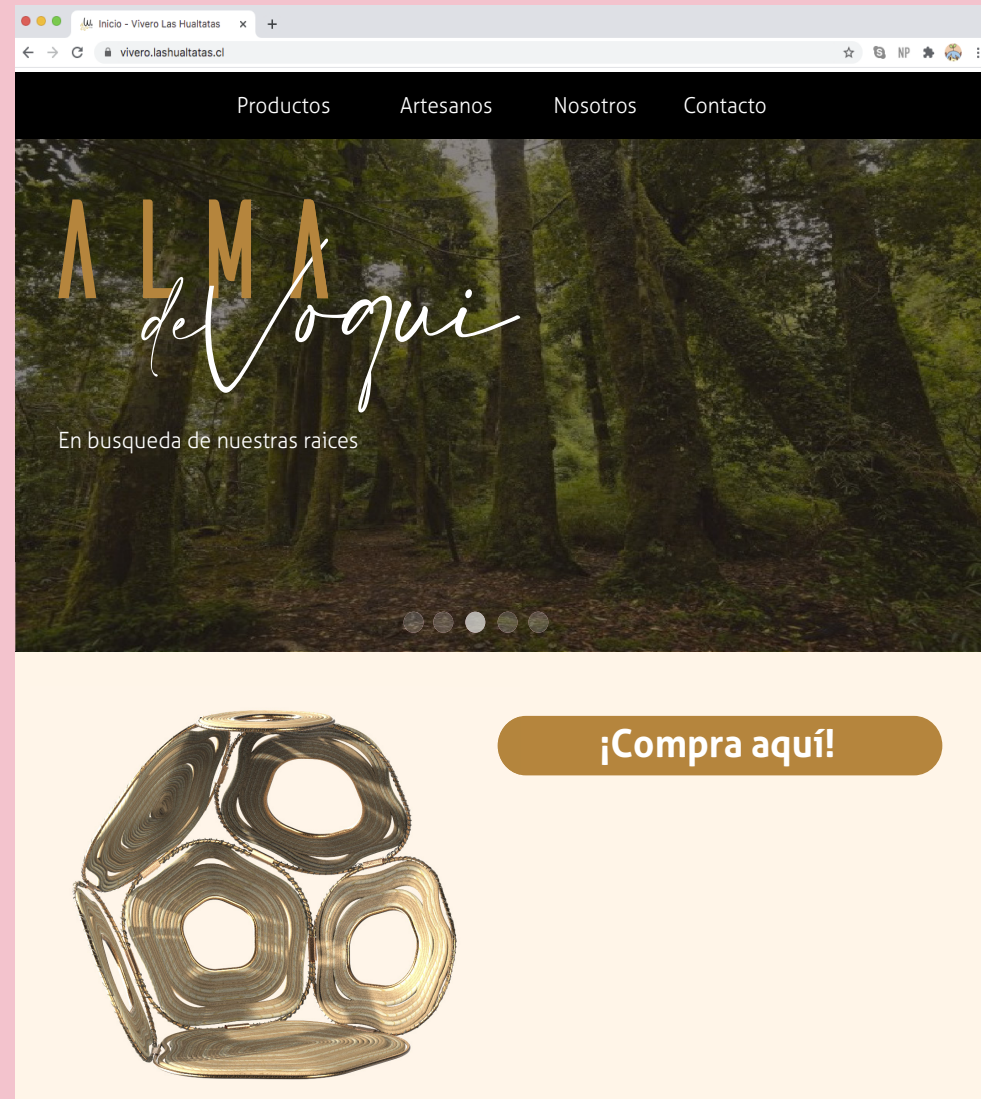 Inicio - Vivero Las Hualtatas
vivero.lashualtatas.cl
NP
Productos Artesanos Nosotros Contacto
ALMA
de Vóqui
En busqueda de nuestras raices
¡Compra aquí!